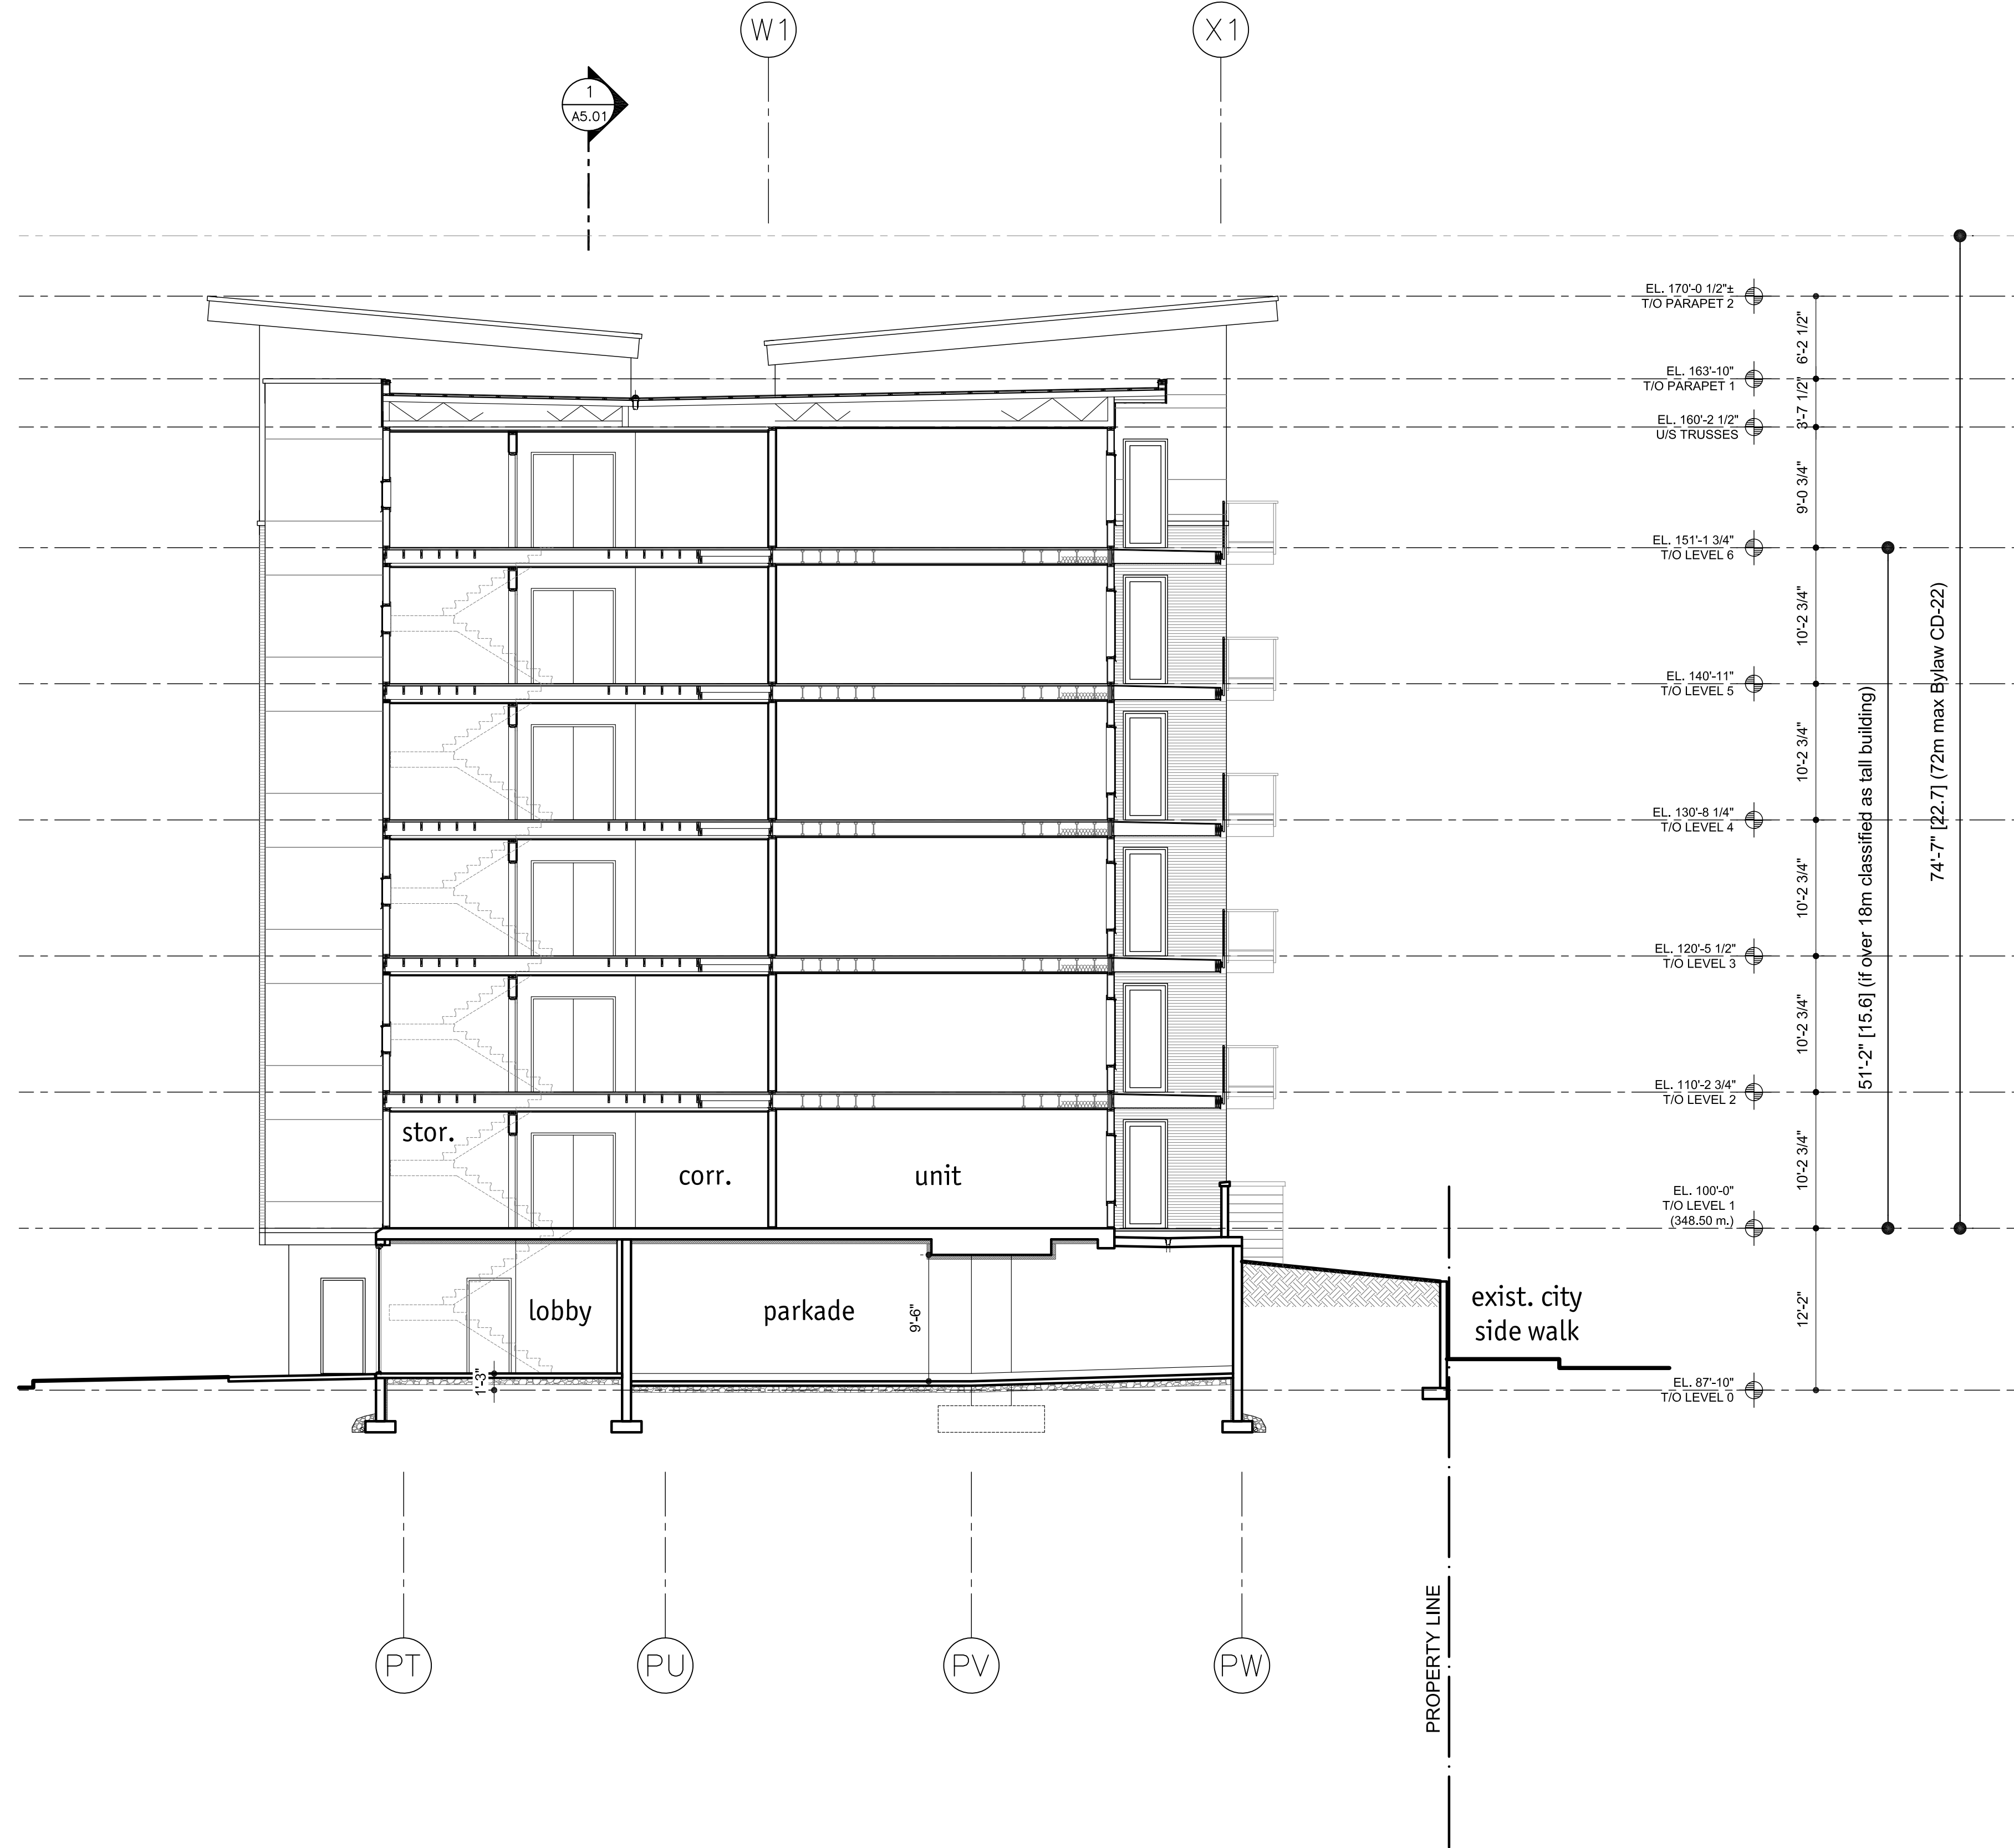 W1
X1
1
A5.01
EL. 170'-0 1/2"±
T/O PARAPET 2
6'-2 1/2"
EL. 163'-10"
T/O PARAPET 1
3'-7 1/2"
EL. 160'-2 1/2"
U/S TRUSSES
9'-0 3/4"
EL. 151'-1 3/4"
T/O LEVEL 6
10'-2 3/4"
EL. 140'-11"
T/O LEVEL 5
10'-2 3/4"
EL. 130'-8 1/4"
T/O LEVEL 4
10'-2 3/4"
EL. 120'-5 1/2"
T/O LEVEL 3
10'-2 3/4"
EL. 110'-2 3/4"
T/O LEVEL 2
10'-2 3/4"
EL. 100'-0"
T/O LEVEL 1
(348.50 m.)
12'-2"
EL. 87'-10"
T/O LEVEL 0
51'-2" [15.6] (if over 18m classified as tall building)
74'-7" [22.7] (72m max Bylaw CD-22)
stor.
corr.
unit
lobby
parkade
9'-6"
1'-3"
exist. city
side walk
PROPERTY LINE
PT
PU
PV
PW